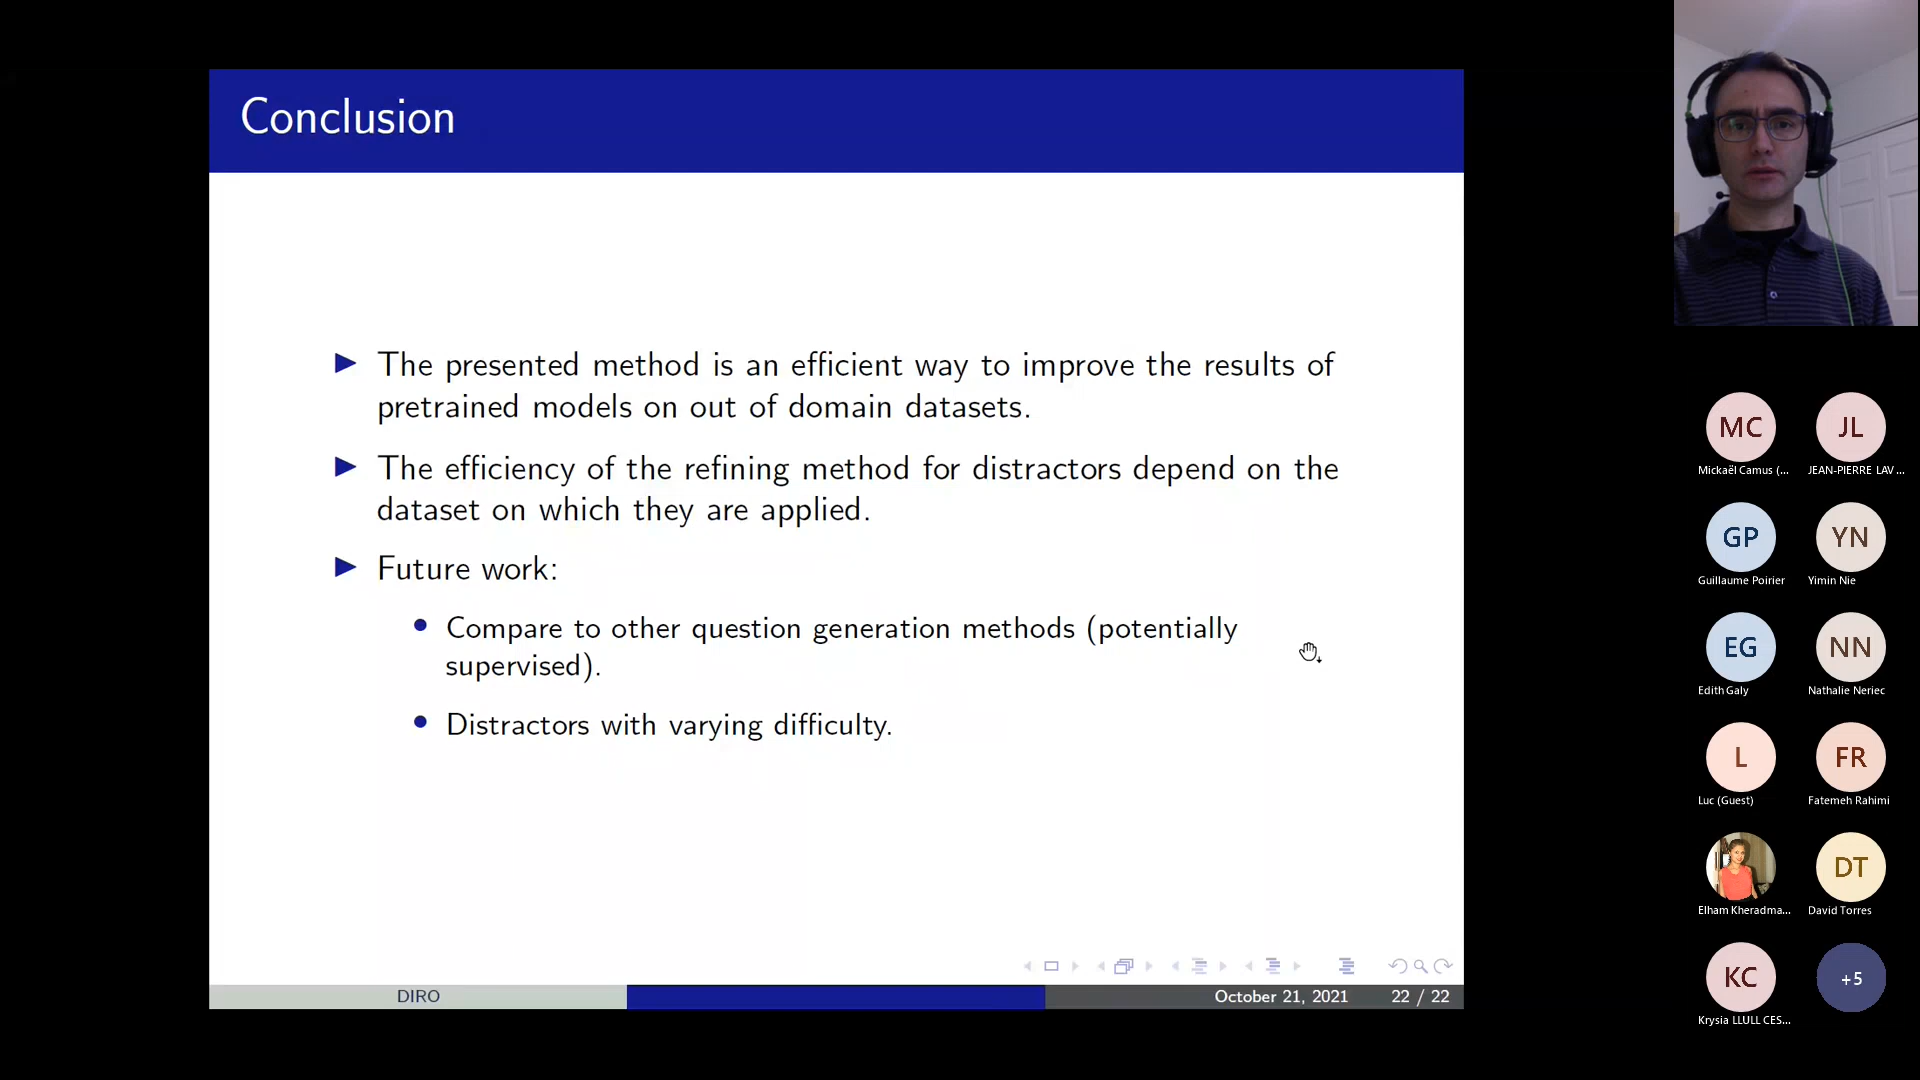 Conclusion
The presented method is an efficient way to improve the results of
pretrained models on out of domain datasets.
The efficiency of the refining method for distractors depend on the
dataset on which they are applied.
Future work:
Compare to other question generation methods (potentially
supervised).
Distractors with varying difficulty.
DIRO
October 21, 2021
22 / 22
MC
JL
Mickaël Camus (...
JEAN-PIERRE LAV ...
GP
YN
Guillaume Poirier
Yimin Nie
EG
NN
Edith Galy
Nathalie Neriec
L
FR
Luc (Guest)
Fatemeh Rahimi
DT
Elham Kheradma...
David Torres
KC
+5
Krysia LLULL CES...